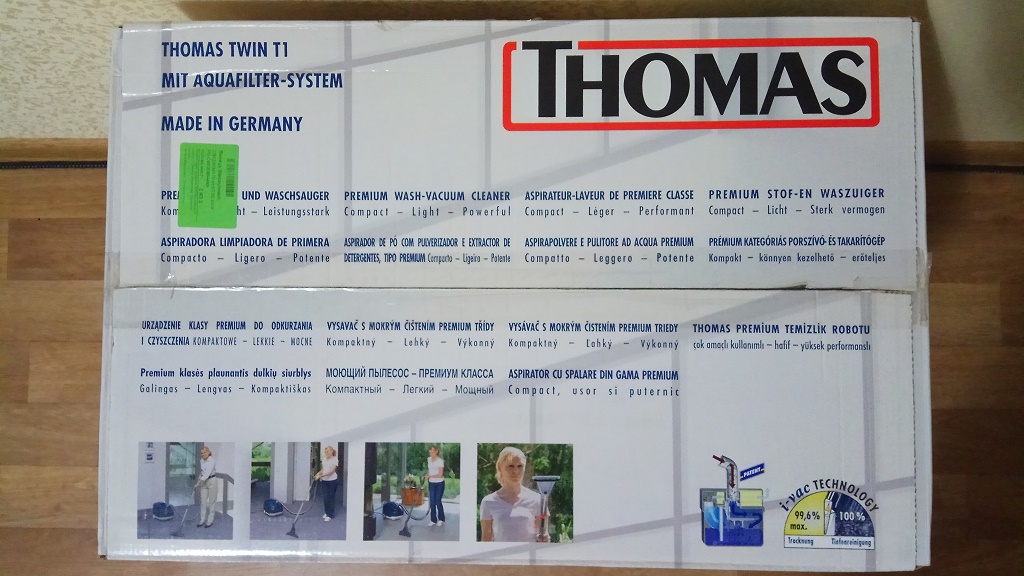 THOMAS TWIN T1
MIT AQUAFILTER-SYSTEM
MADE IN GERMANY
THOMAS
UND WASCHSAUGER
– Leistungsstark
PREMIUM WASH-VACUUM CLEANER
Compact – Light – Powerful
ASPIRATEUR-LAVEUR DE PREMIERE CLASSE
Compact – Léger – Performant
PREMIUM STOF-EN WASZUIGER
Compact – Licht – Sterk vermogen
ASPIRADORA LIMPIADORA DE PRIMERA
Compacto – Ligero – Potente
ASPIRADOR DE PÓ COM PULVERIZADOR E EXTRACTOR DE
DETERGENTES, TIPO PREMIUM Compacto – Ligeiro – Potente
ASPIRAPOLVERE E PULITORE AD ACQUA PREMIUM
Compatto – Leggero – Potente
PRÉMIUM KATEGÓRIÁS PORSZÍVÓ- ÉS TAKARÍTÓGÉP
Kompakt – könnyen kezelhető – erőteljes
URZĄDZENIE KLASY PREMIUM DO ODKURZANIA
I CZYSZCZENIA KOMPAKTOWE – LEKKIE – MOCNE
VYSAVAČ S MOKRÝM ČIŠTENÍM PREMIUM TŘÍDY
Kompaktný – Lehký – Výkonný
VYSÁVAČ S MOKRÝM ČISTENÍM PREMIUM TRIEDY
Kompaktný – Ľahký – Výkonný
THOMAS PREMİUM TEMİZLİK ROBOTU
çok amaçlı kullanımlı – hafif – yüksek performanslı
Premium klasės plaunantis dulkių siurblys
Galingas – Lengvas – Kompaktiškas
МОЮЩИЙ ПЫЛЕСОС – ПРЕМИУМ КЛАССА
Компактный – Легкий – Мощный
ASPIRATOR CU SPALARE DIN GAMA PREMIUM
Compact, usor si puternic
PATENT
i-vac TECHNOLOGY
99,6%
max.
Trocknung
100 %
Tiefenreinigung